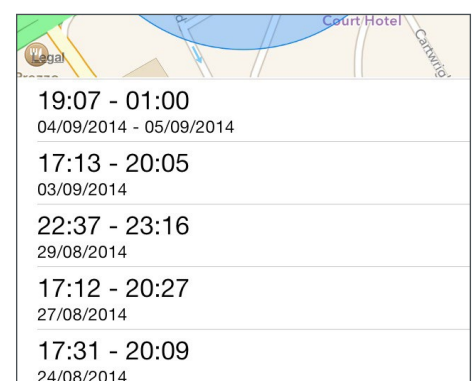 Court Hotel
Cartwrig
Legal
19:07 - 01:00
04/09/2014 - 05/09/2014
17:13 - 20:05
03/09/2014
22:37 - 23:16
29/08/2014
17:12 - 20:27
27/08/2014
17:31 - 20:09
24/08/2014